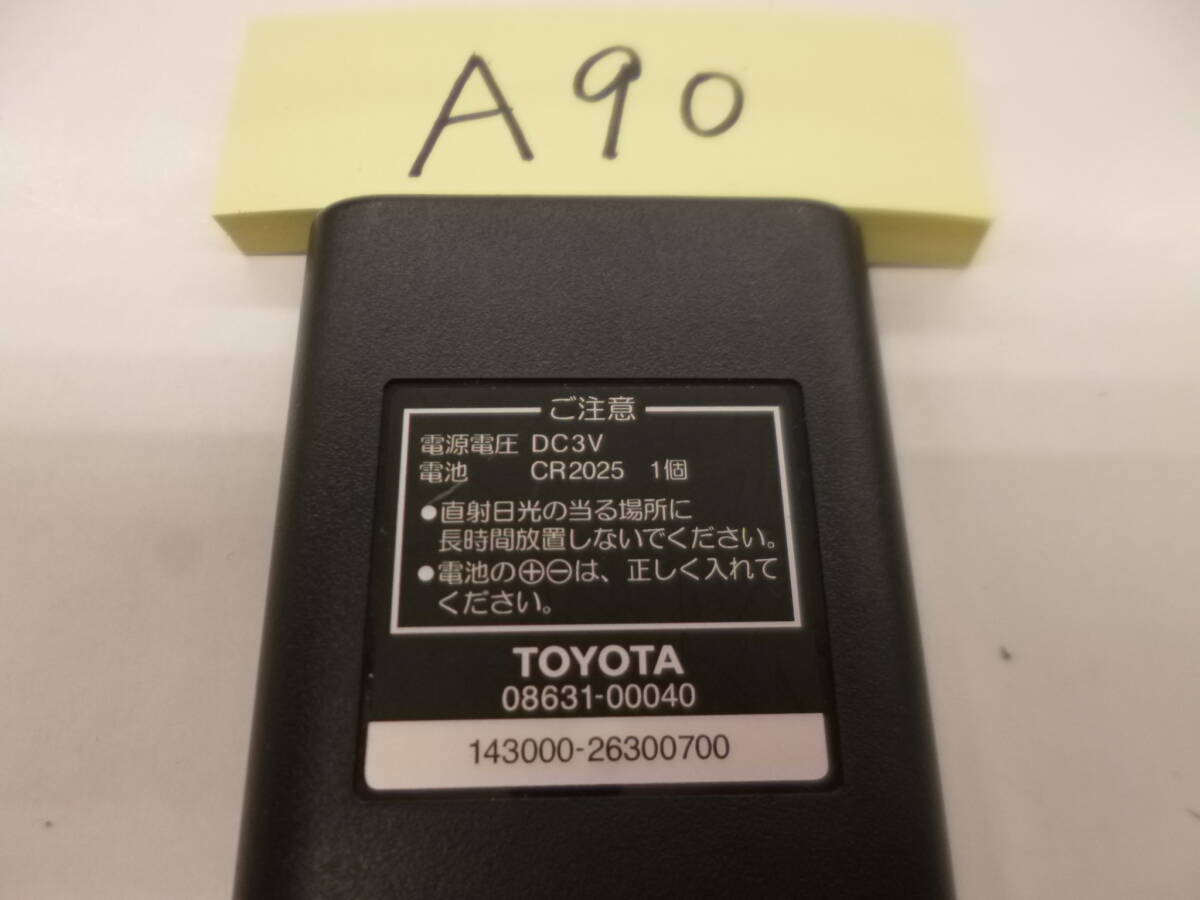 A90
ご注意
電源電圧 DC3V
電池 CR2025 1個
●直射日光の当る場所に
長時間放置しないでください。
●電池の⊕⊖は、正しく入れて
ください。
TOYOTA
08631-00040
143000-26300700